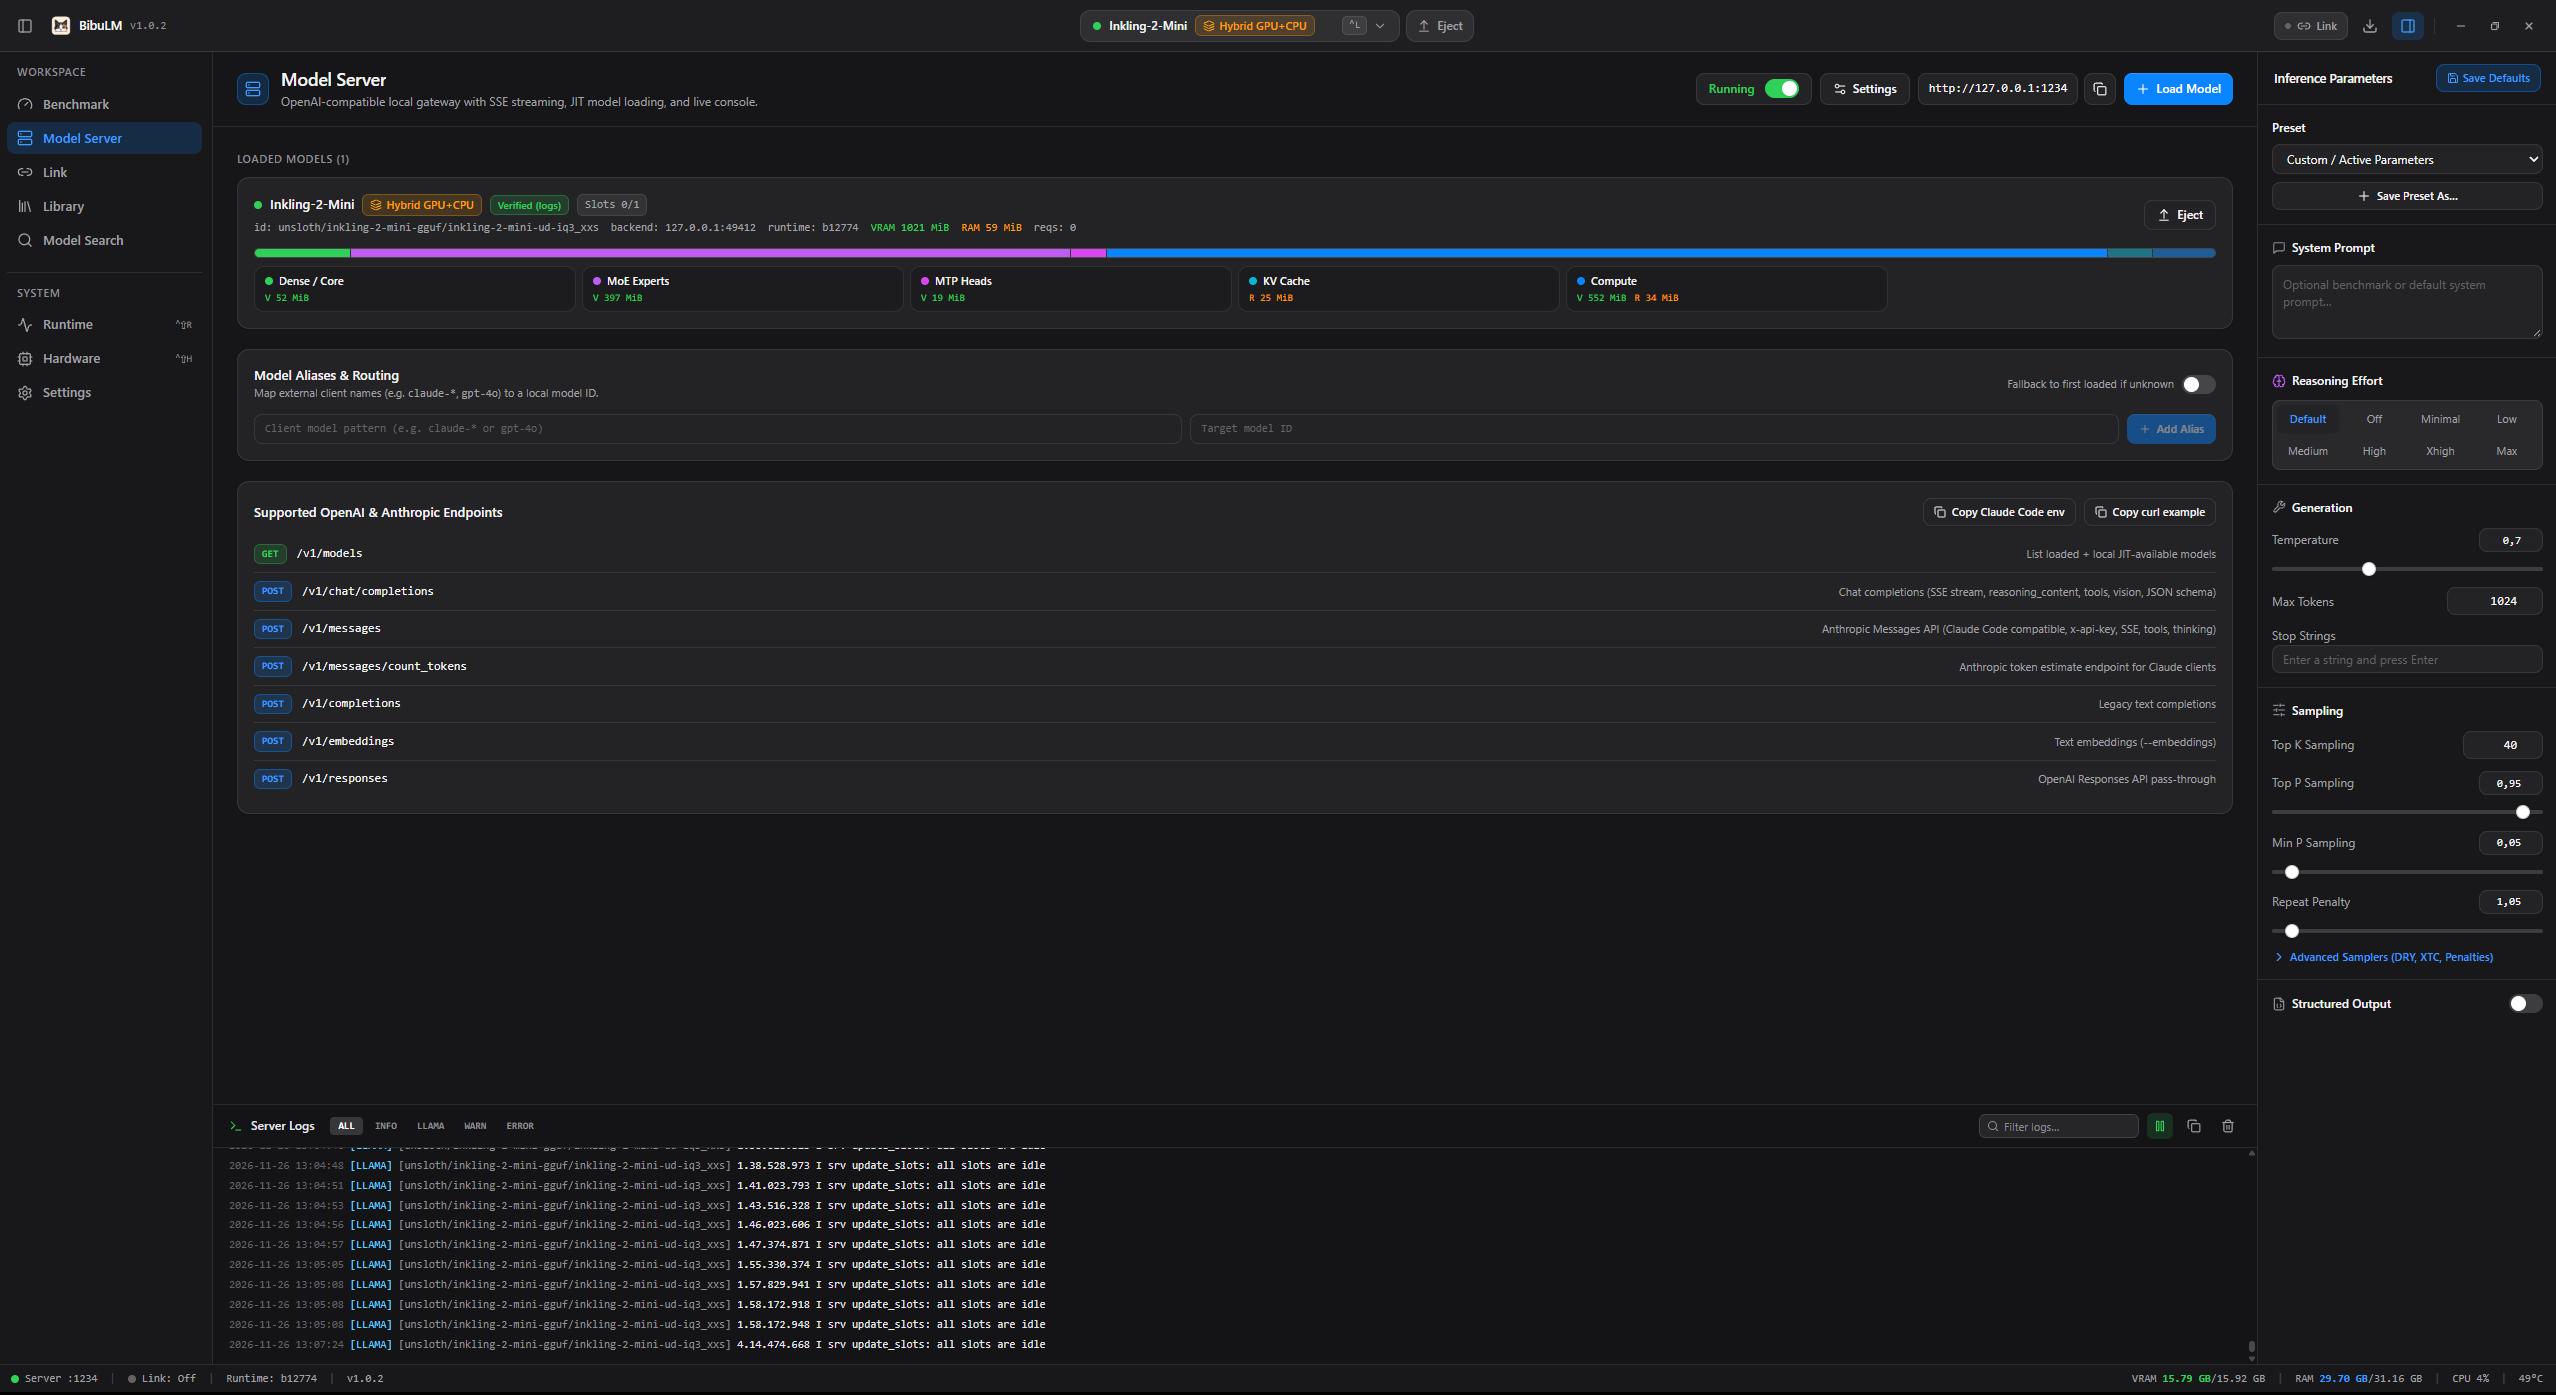 BibuLM v1.0.2
Inkling-2-Mini Hybrid GPU+CPU ^L Eject
Link
WORKSPACE
Benchmark
Model Server
Link
Library
Model Search
SYSTEM
Runtime ^⇧R
Hardware ^⇧H
Settings
Model Server
OpenAI-compatible local gateway with SSE streaming, JIT model loading, and live console.
Running Settings http://127.0.0.1:1234 + Load Model
LOADED MODELS (1)
Inkling-2-Mini Hybrid GPU+CPU Verified (logs) Slots 0/1
Eject
id: unsloth/inkling-2-mini-gguf/inkling-2-mini-ud-iq3_xxs backend: 127.0.0.1:49412 runtime: b12774 VRAM 1021 MiB RAM 59 MiB reqs: 0
Dense / Core
V 52 MiB
MoE Experts
V 397 MiB
MTP Heads
V 19 MiB
KV Cache
R 25 MiB
Compute
V 552 MiB R 34 MiB
Model Aliases & Routing
Map external client names (e.g. claude-*, gpt-4o) to a local model ID.
Fallback to first loaded if unknown
Client model pattern (e.g. claude-* or gpt-4o)
Target model ID
+ Add Alias
Supported OpenAI & Anthropic Endpoints
Copy Claude Code env
Copy curl example
GET /v1/models List loaded + local JIT-available models
POST /v1/chat/completions Chat completions (SSE stream, reasoning_content, tools, vision, JSON schema)
POST /v1/messages Anthropic Messages API (Claude Code compatible, x-api-key, SSE, tools, thinking)
POST /v1/messages/count_tokens Anthropic token estimate endpoint for Claude clients
POST /v1/completions Legacy text completions
POST /v1/embeddings Text embeddings (--embeddings)
POST /v1/responses OpenAI Responses API pass-through
Server Logs ALL INFO LLAMA WARN ERROR
Filter logs...
2026-11-26 13:04:48 [LLAMA] [unsloth/inkling-2-mini-gguf/inkling-2-mini-ud-iq3_xxs] 1.38.528.973 I srv update_slots: all slots are idle
2026-11-26 13:04:51 [LLAMA] [unsloth/inkling-2-mini-gguf/inkling-2-mini-ud-iq3_xxs] 1.41.023.793 I srv update_slots: all slots are idle
2026-11-26 13:04:53 [LLAMA] [unsloth/inkling-2-mini-gguf/inkling-2-mini-ud-iq3_xxs] 1.43.516.328 I srv update_slots: all slots are idle
2026-11-26 13:04:56 [LLAMA] [unsloth/inkling-2-mini-gguf/inkling-2-mini-ud-iq3_xxs] 1.46.023.606 I srv update_slots: all slots are idle
2026-11-26 13:04:57 [LLAMA] [unsloth/inkling-2-mini-gguf/inkling-2-mini-ud-iq3_xxs] 1.47.374.871 I srv update_slots: all slots are idle
2026-11-26 13:05:05 [LLAMA] [unsloth/inkling-2-mini-gguf/inkling-2-mini-ud-iq3_xxs] 1.55.330.374 I srv update_slots: all slots are idle
2026-11-26 13:05:08 [LLAMA] [unsloth/inkling-2-mini-gguf/inkling-2-mini-ud-iq3_xxs] 1.57.829.941 I srv update_slots: all slots are idle
2026-11-26 13:05:08 [LLAMA] [unsloth/inkling-2-mini-gguf/inkling-2-mini-ud-iq3_xxs] 1.58.172.918 I srv update_slots: all slots are idle
2026-11-26 13:05:08 [LLAMA] [unsloth/inkling-2-mini-gguf/inkling-2-mini-ud-iq3_xxs] 1.58.172.948 I srv update_slots: all slots are idle
2026-11-26 13:07:24 [LLAMA] [unsloth/inkling-2-mini-gguf/inkling-2-mini-ud-iq3_xxs] 4.14.474.668 I srv update_slots: all slots are idle
Inference Parameters Save Defaults
Preset
Custom / Active Parameters
+ Save Preset As...
System Prompt
Optional benchmark or default system
prompt...
Reasoning Effort
Default Off Minimal Low
Medium High Xhigh Max
Generation
Temperature 0,7
Max Tokens 1024
Stop Strings
Enter a string and press Enter
Sampling
Top K Sampling 40
Top P Sampling 0,95
Min P Sampling 0,05
Repeat Penalty 1,05
Advanced Samplers (DRY, XTC, Penalties)
Structured Output
Server :1234 Link: Off Runtime: b12774 v1.0.2
VRAM 15.79 GB/15.92 GB RAM 29.70 GB/31.16 GB CPU 4% 49°C